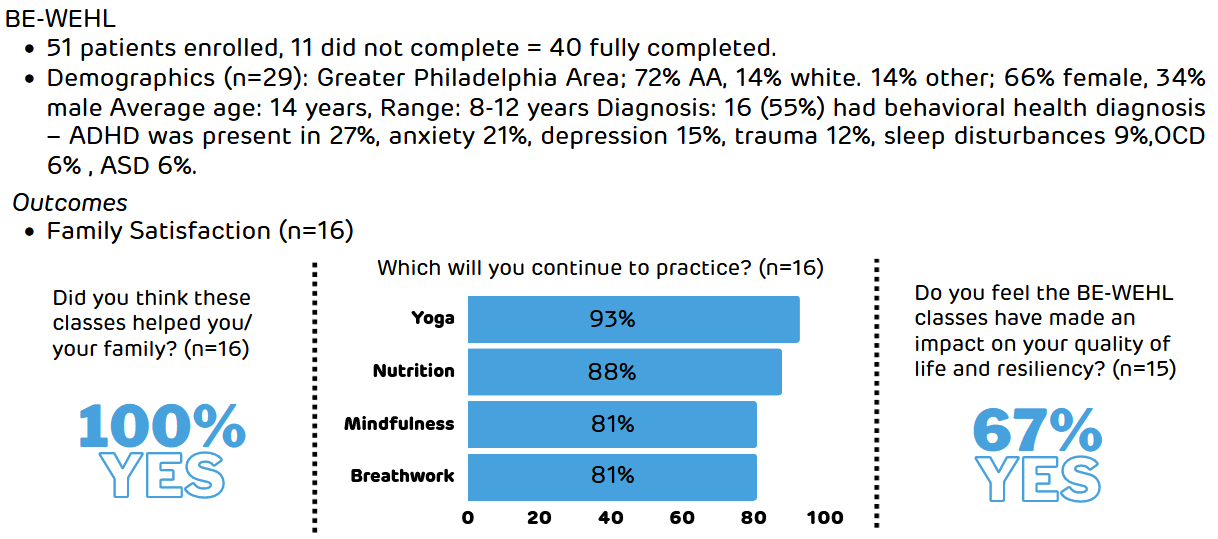 BE-WEHL
• 51 patients enrolled, 11 did not complete = 40 fully completed.
• Demographics (n=29): Greater Philadelphia Area; 72% AA, 14% white. 14% other; 66% female, 34%
male Average age: 14 years, Range: 8-12 years Diagnosis: 16 (55%) had behavioral health diagnosis
– ADHD was present in 27%, anxiety 21%, depression 15%, trauma 12%, sleep disturbances 9%,OCD
6% , ASD 6%.
Outcomes
• Family Satisfaction (n=16)
Did you think these
classes helped you/
your family? (n=16)
100%
YES
Which will you continue to practice? (n=16)
Yoga 93%
Nutrition 88%
Mindfulness 81%
Breathwork 81%
0 20 40 60 80 100
Do you feel the BE-WEHL
classes have made an
impact on your quality of
life and resiliency? (n=15)
67%
YES